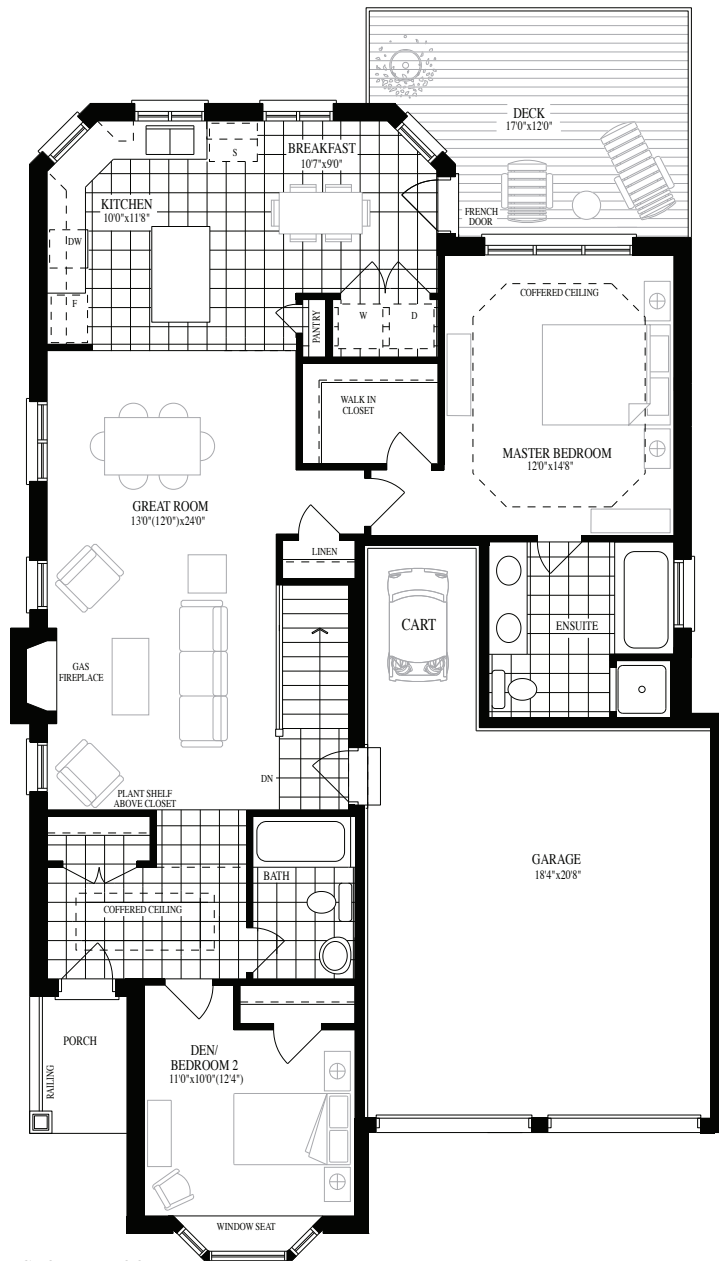 DECK
17'0"x12'0"
BREAKFAST
10'7"x9'0"
S
KITCHEN
10'0"x11'8"
FRENCH
DOOR
DW
F
W
D
PANTRY
COFFERED CEILING
WALK IN
CLOSET
MASTER BEDROOM
12'0"x14'8"
GREAT ROOM
13'0"(12'0")x24'0"
LINEN
CART
ENSUITE
GAS
FIREPLACE
DN
PLANT SHELF
ABOVE CLOSET
GARAGE
18'4"x20'8"
BATH
COFFERED CEILING
PORCH
RAILING
DEN/
BEDROOM 2
11'0"x10'0"(12'4")
WINDOW SEAT